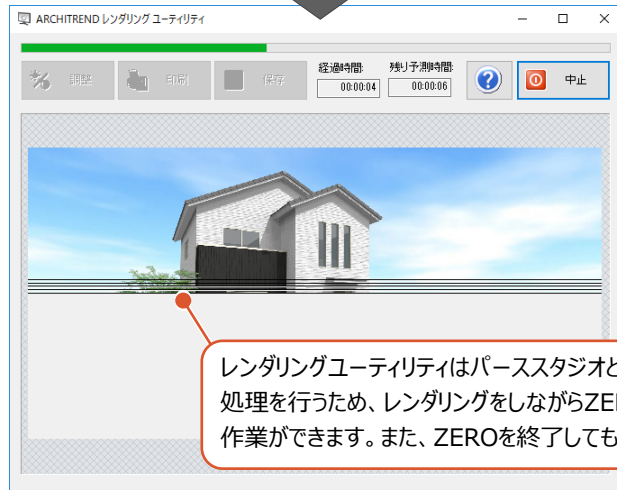 ARCHITREND レンダリング ユーティリティ
調整
印刷
保存
経過時間:
00:00:04
残り予測時間:
00:00:06
中止
レンダリングユーティリティはパーススタジオと
処理を行うため、レンダリングをしながらZE
作業ができます。また、ZEROを終了しても